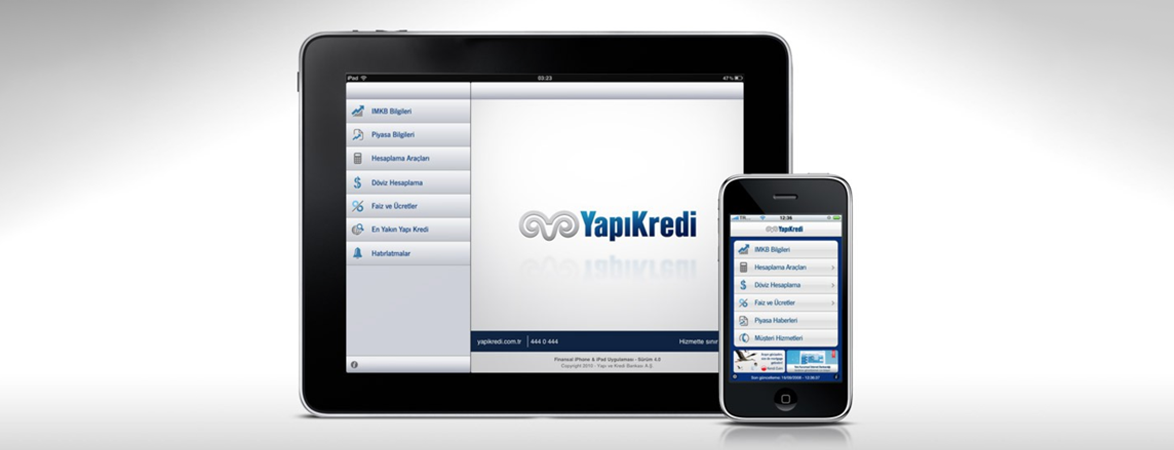 iPad
03:23
47%
IMKB Bilgileri
Piyasa Bilgileri
Hesaplama Araçları
Döviz Hesaplama
Faiz ve Ücretler
En Yakın Yapı Kredi
Hatırlatmalar
YapıKredi
yapikredi.com.tr
444 0 444
Hizmette sınır
Finansal iPhone & iPad Uygulaması - Sürüm 4.0
Copyright 2010 - Yapı ve Kredi Bankası, A.Ş.
12:36
YapıKredi
IMKB Bilgileri
Hesaplama Araçları
Döviz Hesaplama
Faiz ve Ücretler
Piyasa Haberleri
Müşteri Hizmetleri